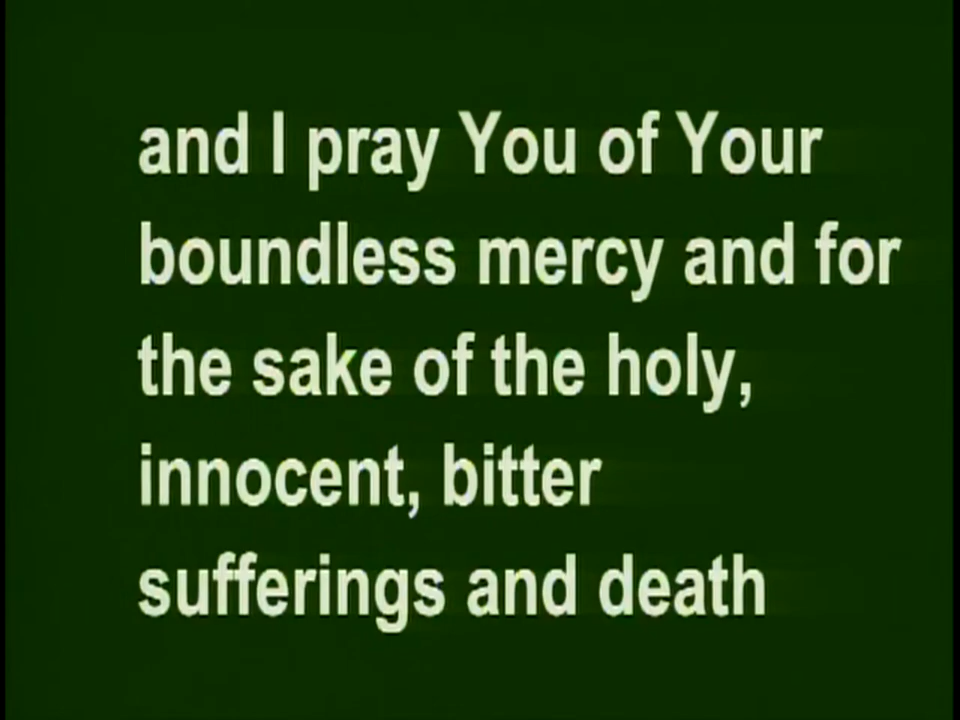 and I pray You of Your
boundless mercy and for
the sake of the holy,
innocent, bitter
sufferings and death